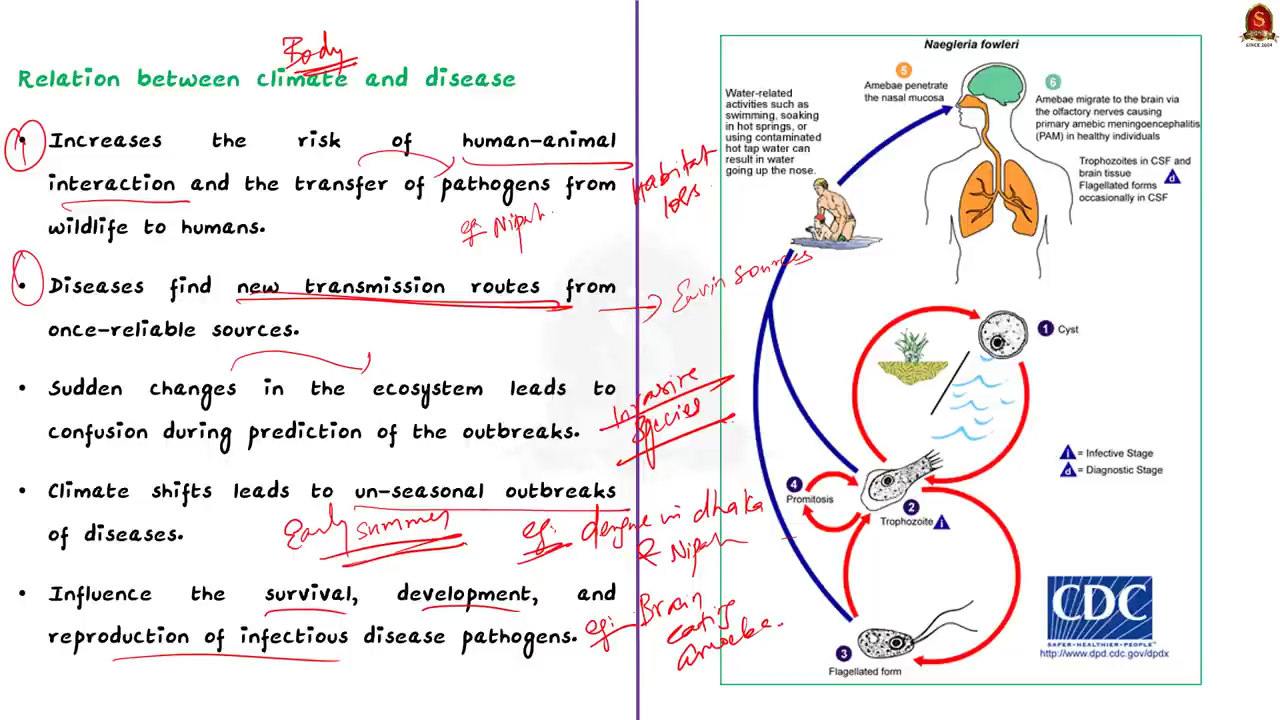 Body
Relation between climate and disease
• Increases the risk of human-animal
interaction and the transfer of pathogens from
wildlife to humans.
Habitat
loss
eg: Nipah.
• Diseases find new transmission routes from
once-reliable sources.
sources
• Sudden changes in the ecosystem leads to
confusion during prediction of the outbreaks.
Invasive
Species
• Climate shifts leads to un-seasonal outbreaks
of diseases.
Early summer
eg: dengue in dhaka
& Nipah
• Influence the survival, development, and
reproduction of infectious disease pathogens.
eg: Brain
eating
Amoeba.
S
SINCE 2004
Naegleria fowleri
Water-related
activities such as
swimming, soaking
in hot springs, or
using contaminated
hot tap water can
result in water
going up the nose.
5
Amebae penetrate
the nasal mucosa
6
Amebae migrate to the brain via
the olfactory nerves causing
primary amebic meningoencephalitis
(PAM) in healthy individuals
Trophozoites in CSF and
brain tissue
Flagellated forms
occasionally in CSF
d
1 Cyst
i = Infective Stage
d = Diagnostic Stage
4
Promitosis
2
Trophozoite i
3
Flagellated form
CDC
SAFER•HEALTHIER•PEOPLE™
http://www.dpd.cdc.gov/dpdx